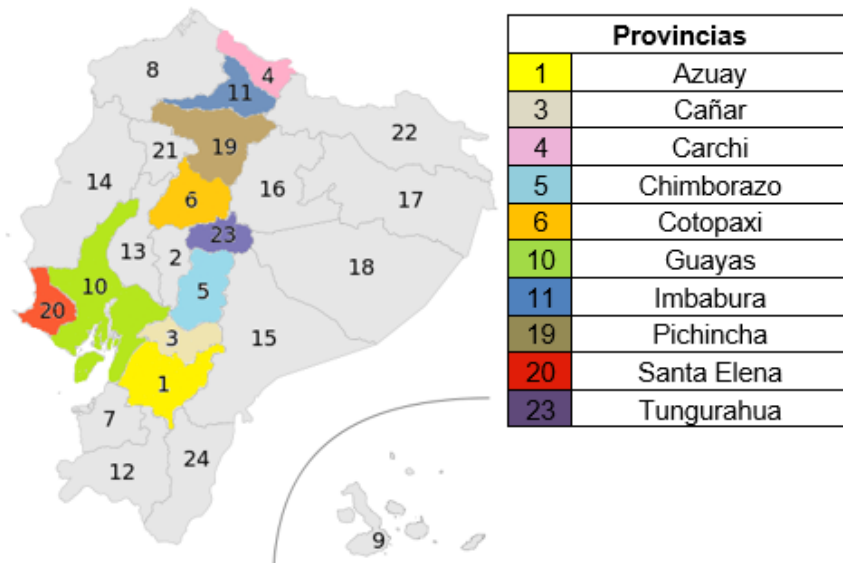 8
4
11
22
21
19
14
16
17
6
23
13
2
18
10
5
20
3
15
1
7
24
12
9
Provincias
1 Azuay
3 Cañar
4 Carchi
5 Chimborazo
6 Cotopaxi
10 Guayas
11 Imbabura
19 Pichincha
20 Santa Elena
23 Tungurahua